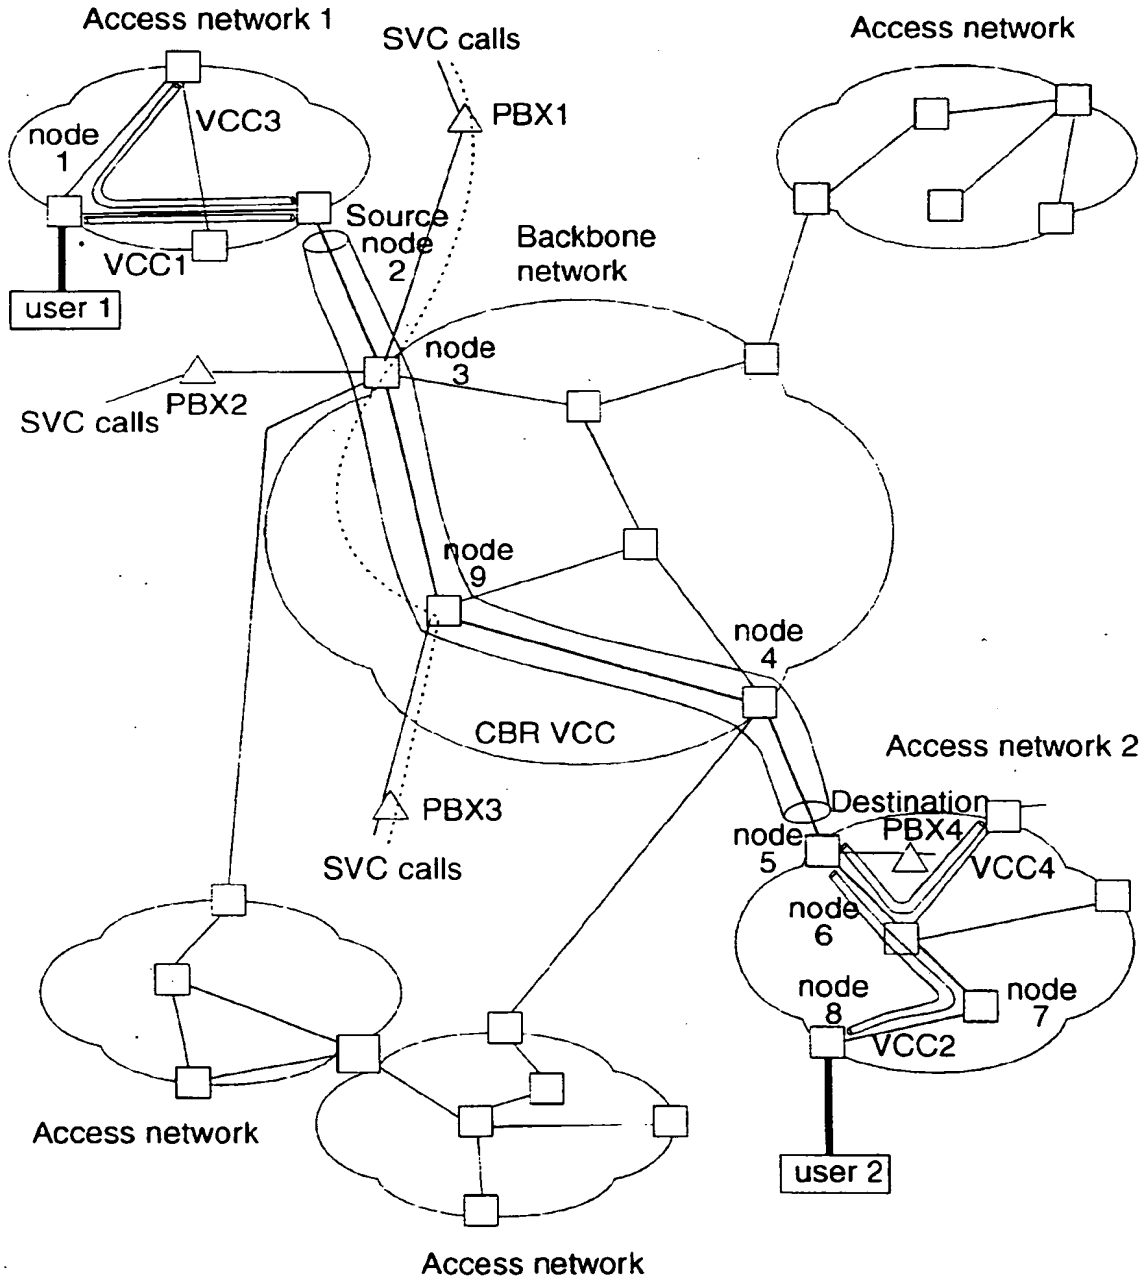 Access network 1
SVC calls
Access network
VCC3
PBX1
node
1
Source
node
2
Backbone
network
VCC1
user 1
node
3
PBX2
SVC calls
node
9
node
4
CBR VCC
Access network 2
PBX3
Destination
PBX4
node
5
SVC calls
VCC4
node
6
node
8
node
7
VCC2
Access network
user 2
Access network